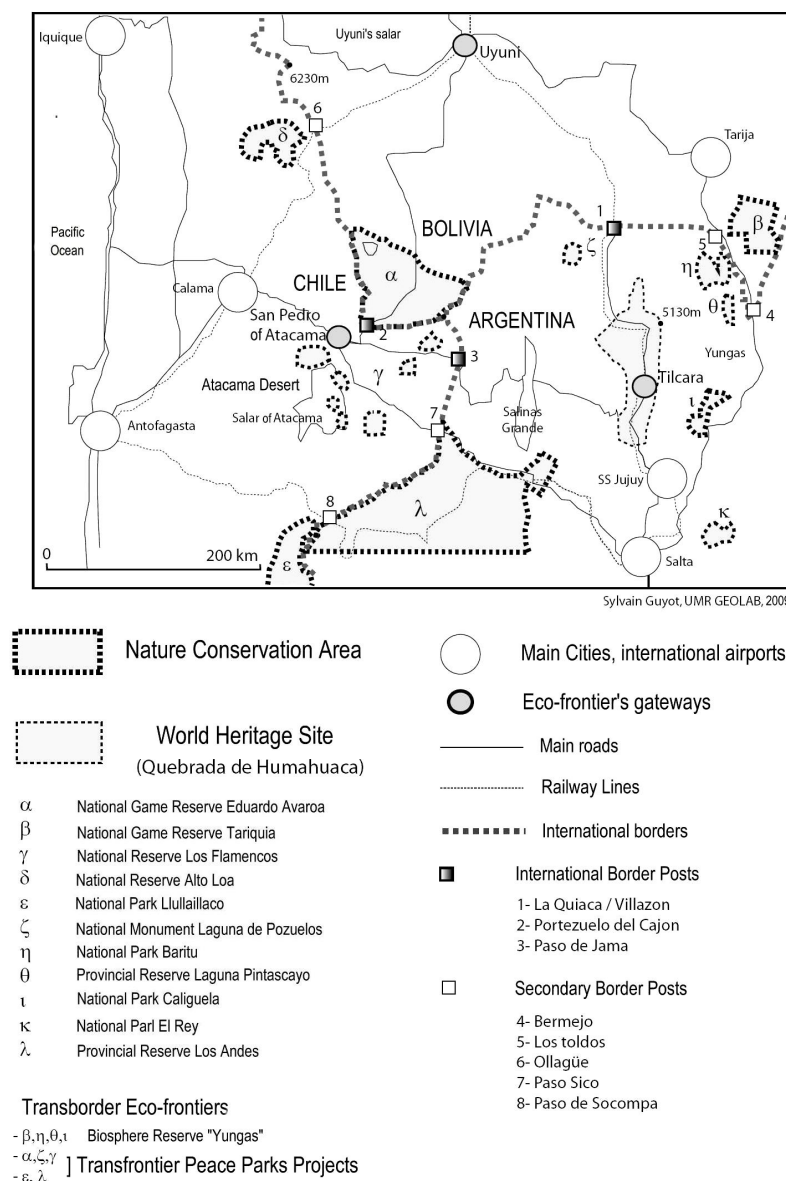 Iquique
Uyuni's salar
Uyuni
6230m
6
δ
Tarija
Pacific
Ocean
BOLIVIA
1
5
β
ζ
η
α
CHILE
Calama
θ
4
San Pedro
of Atacama
2
ARGENTINA
5130m
3
Yungas
γ
Tilcara
Atacama Desert
ι
Salar of Atacama
Salinas
Grande
Antofagasta
7
SS Jujuy
8
λ
κ
0
200 km
ε
Salta
Sylvain Guyot, UMR GEOLAB, 2009
Nature Conservation Area
World Heritage Site
(Quebrada de Humahuaca)
α National Game Reserve Eduardo Avaroa
β National Game Reserve Tariquia
γ National Reserve Los Flamencos
δ National Reserve Alto Loa
ε National Park Llullaillaco
ζ National Monument Laguna de Pozuelos
η National Park Baritu
θ Provincial Reserve Laguna Pintascayo
ι National Park Caliguela
κ National Parl El Rey
λ Provincial Reserve Los Andes
Transborder Eco-frontiers
- β,η,θ,ι Biosphere Reserve "Yungas"
- α,ζ,γ
- ε, λ
] Transfrontier Peace Parks Projects
Main Cities, international airports
Eco-frontier's gateways
Main roads
Railway Lines
International borders
International Border Posts
1- La Quiaca / Villazon
2- Portezuelo del Cajon
3- Paso de Jama
Secondary Border Posts
4- Bermejo
5- Los toldos
6- Ollagüe
7- Paso Sico
8- Paso de Socompa